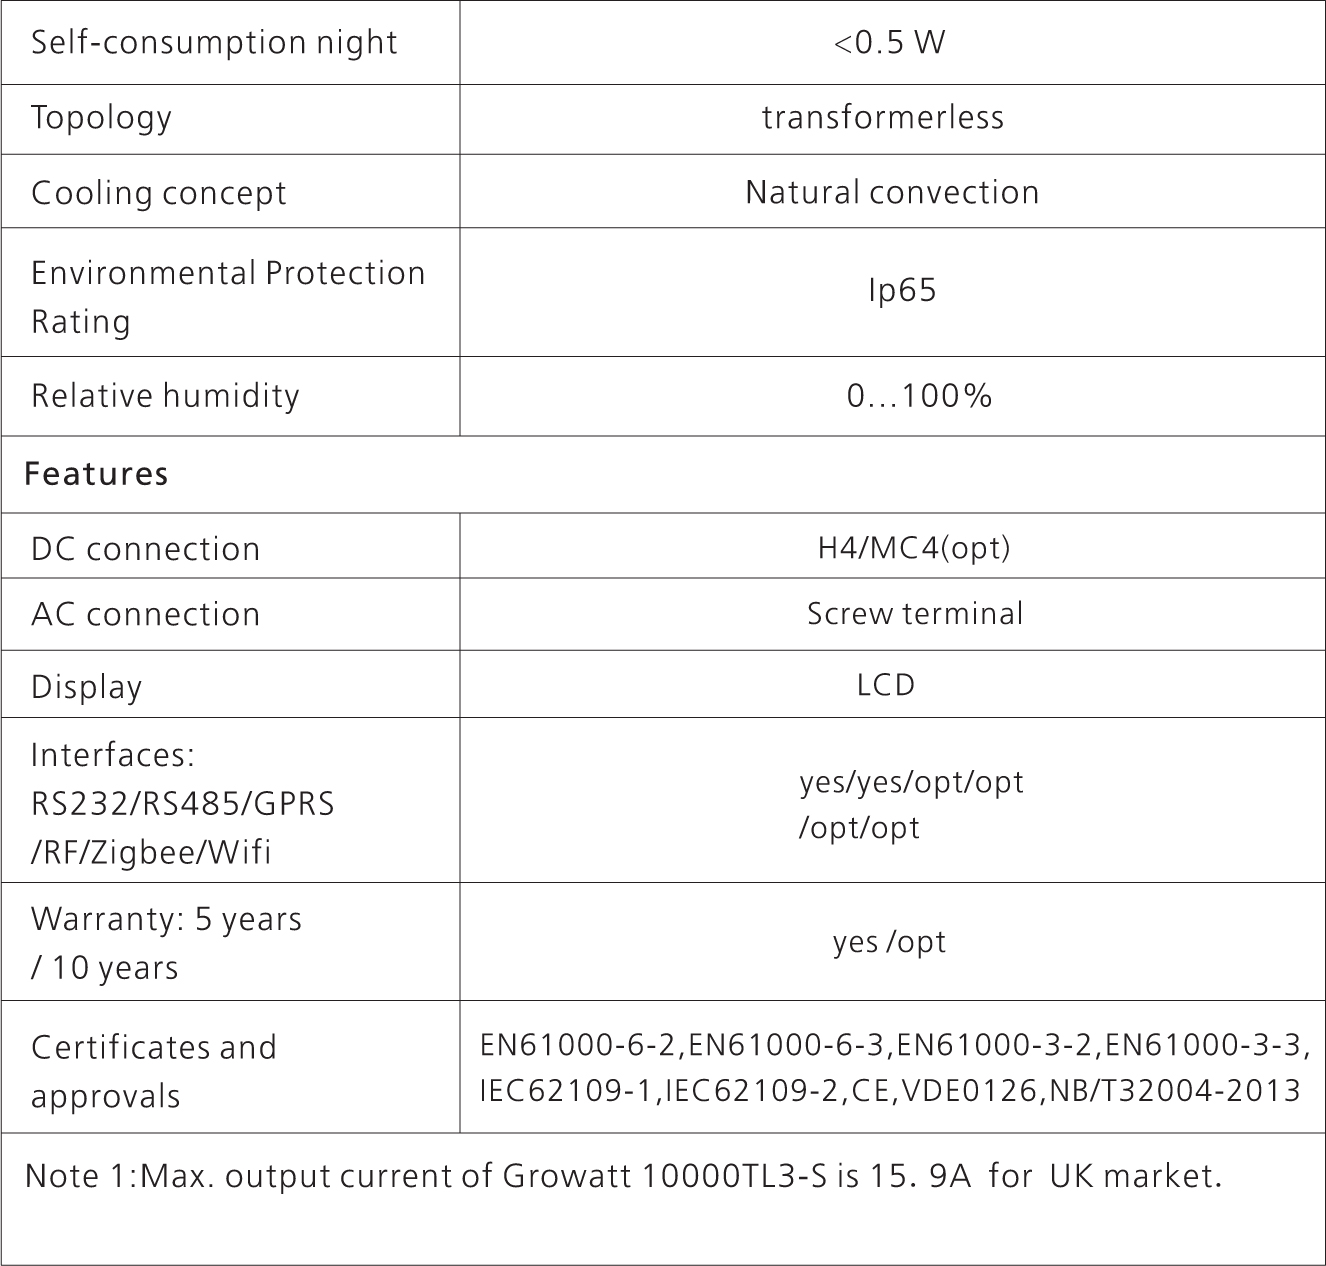 Self-consumption night
<0.5 W
Topology
transformerless
Cooling concept
Natural convection
Environmental Protection
Rating
Ip65
Relative humidity
0...100%
Features
DC connection
H4/MC4(opt)
AC connection
Screw terminal
Display
LCD
Interfaces:
RS232/RS485/GPRS
/RF/Zigbee/Wifi
yes/yes/opt/opt
/opt/opt
Warranty: 5 years
/ 10 years
yes /opt
Certificates and
approvals
EN61000-6-2,EN61000-6-3,EN61000-3-2,EN61000-3-3,
IEC62109-1,IEC62109-2,CE,VDE0126,NB/T32004-2013
Note 1:Max. output current of Growatt 10000TL3-S is 15. 9A for UK market.